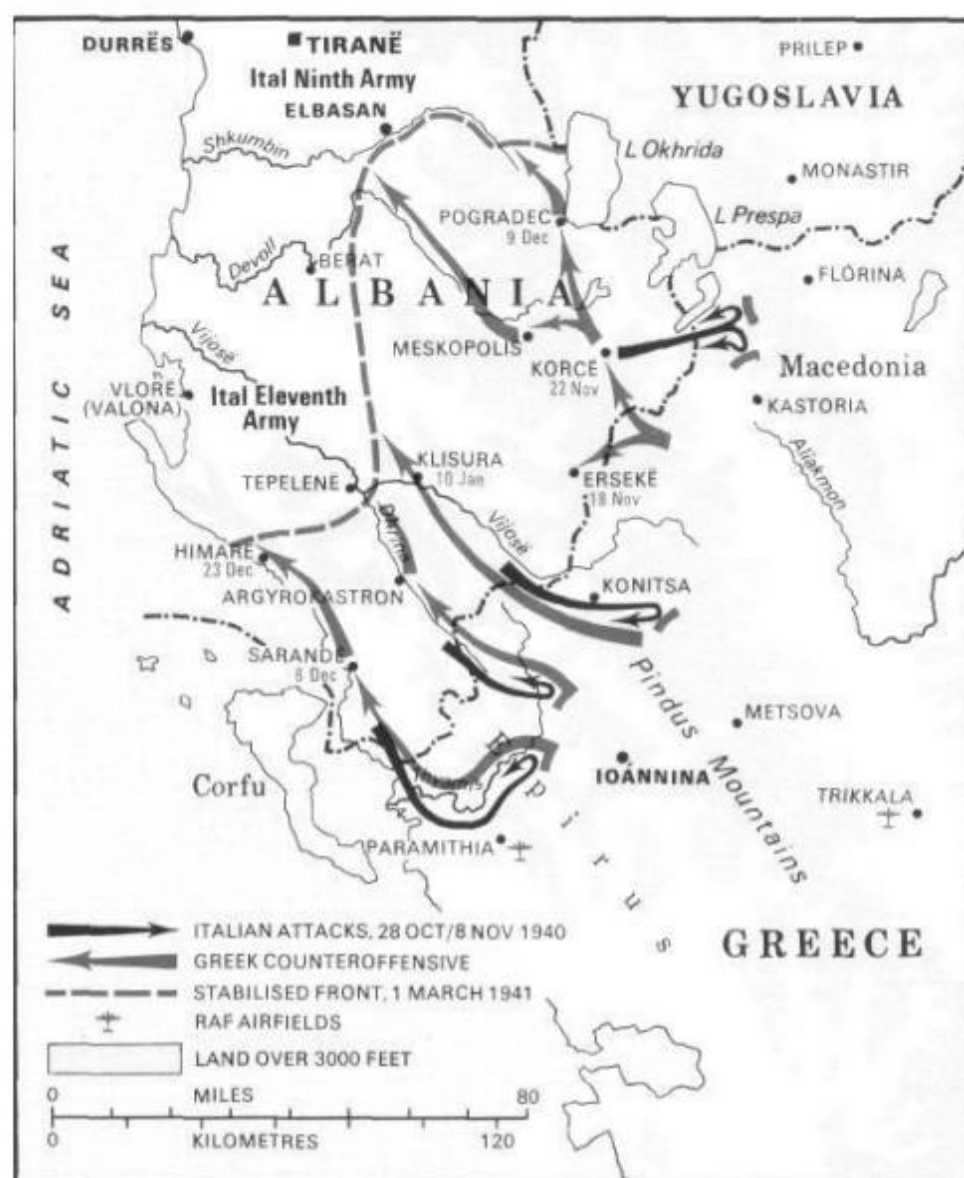 DURRËS
TIRANË
PRILEP
Ital Ninth Army
YUGOSLAVIA
ELBASAN
Shkumbin
L Okhrida
MONASTIR
POGRADEC
9 Dec
L Prespa
Devoll
BERAT
FLÓRINA
ALBANIA
ADRIATIC SEA
MESKOPOLIS
KORCË
22 Nov
Macedonia
Vijosë
VLORË
(VALONA)
Ital Eleventh
Army
KASTORIA
Aliakmon
KLISURA
10 Jan
TEPELENË
ERSEKË
18 Nov
Dhrino
Vijosë
HIMARË
23 Dec
ARGYROKASTRON
KONITSA
SARANDË
6 Dec
Pindus Mountains
METSOVA
Epirus
Corfu
Thiamis
IOÁNNINA
TRIKKALA
PARAMITHIA
ITALIAN ATTACKS, 28 OCT/8 NOV 1940
GREEK COUNTEROFFENSIVE
GREECE
STABILISED FRONT, 1 MARCH 1941
RAF AIRFIELDS
LAND OVER 3000 FEET
0 MILES 80
0 KILOMETRES 120